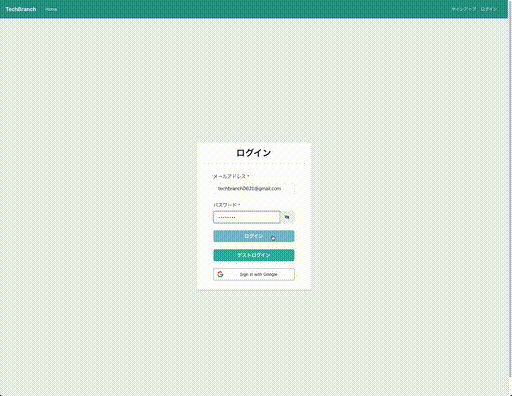 TechBranch Home サインアップ ログイン
ログイン
メールアドレス *
techbranch0620@gmail.com
パスワード *
ログイン
ゲストログイン
Sign in with Google